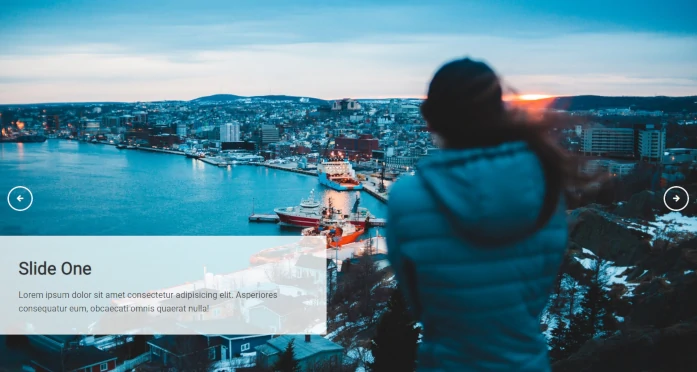 Slide One
Lorem ipsum dolor sit amet consectetur adipisicing elit. Asperiores
consequatur eum, obcaecati omnis quaerat nulla!